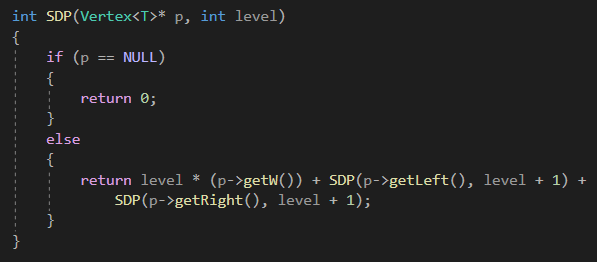 int SDP(Vertex<T>* p, int level)
{
    if (p == NULL)
    {
        return 0;
    }
    else
    {
        return level * (p->getW()) + SDP(p->getLeft(), level + 1) +
            SDP(p->getRight(), level + 1);
    }
}